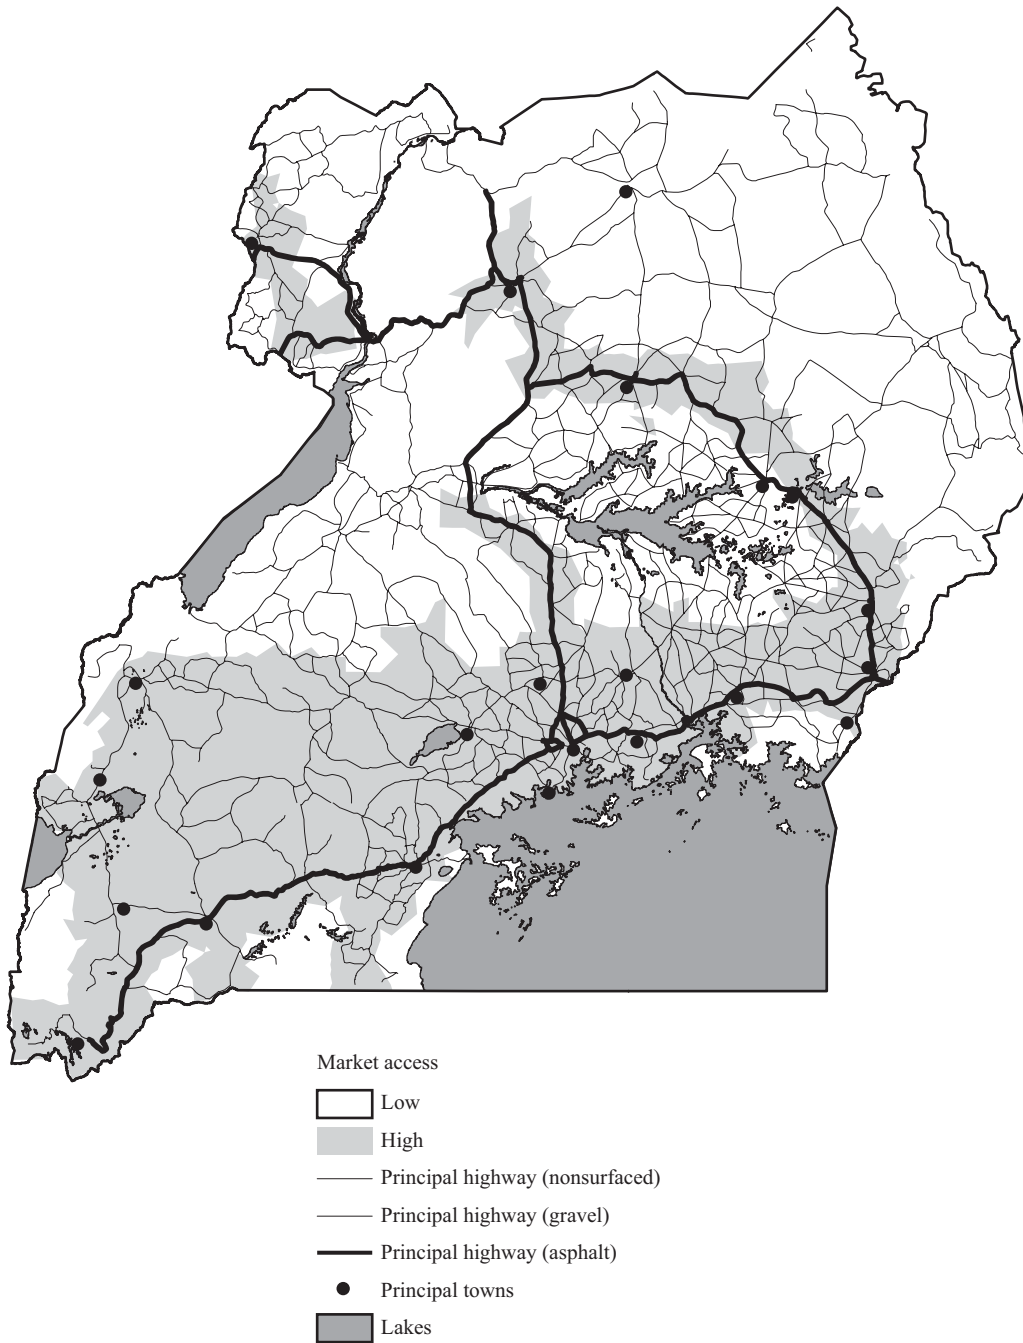 Market access
Low
High
Principal highway (nonsurfaced)
Principal highway (gravel)
Principal highway (asphalt)
Principal towns
Lakes